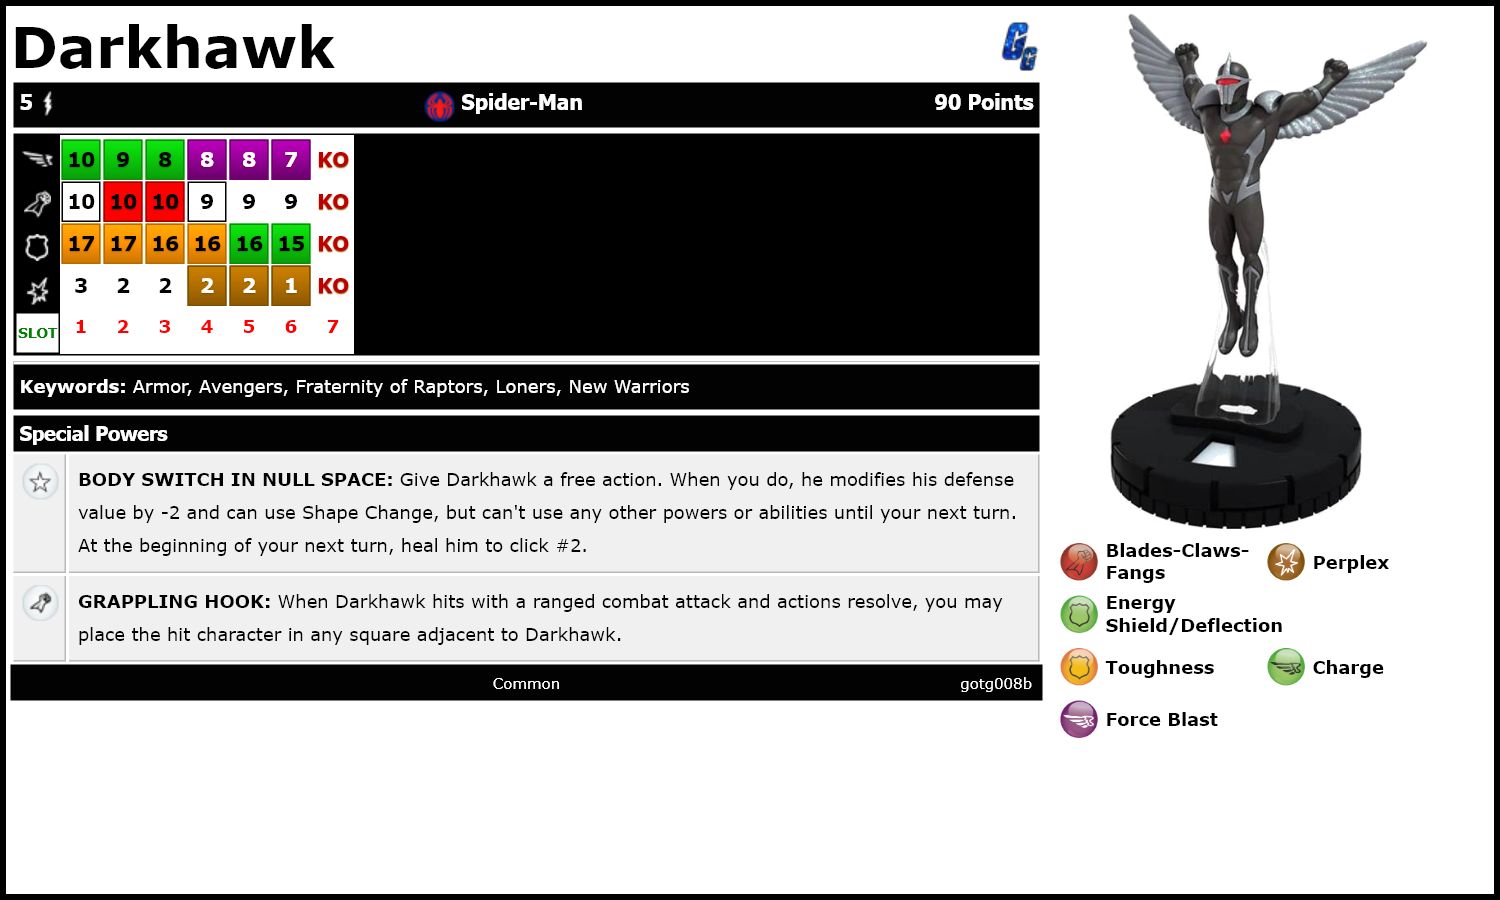 Darkhawk
GG
5 Spider-Man 90 Points
10 9 8 8 8 7 KO
10 10 10 9 9 9 KO
17 17 16 16 16 15 KO
3 2 2 2 2 1 KO
SLOT 1 2 3 4 5 6 7
Keywords: Armor, Avengers, Fraternity of Raptors, Loners, New Warriors
Special Powers
BODY SWITCH IN NULL SPACE: Give Darkhawk a free action. When you do, he modifies his defense
value by -2 and can use Shape Change, but can't use any other powers or abilities until your next turn.
At the beginning of your next turn, heal him to click #2.
GRAPPLING HOOK: When Darkhawk hits with a ranged combat attack and actions resolve, you may
place the hit character in any square adjacent to Darkhawk.
Common gotg008b
Blades-Claws-
Fangs
Perplex
Energy
Shield/Deflection
Toughness
Charge
Force Blast